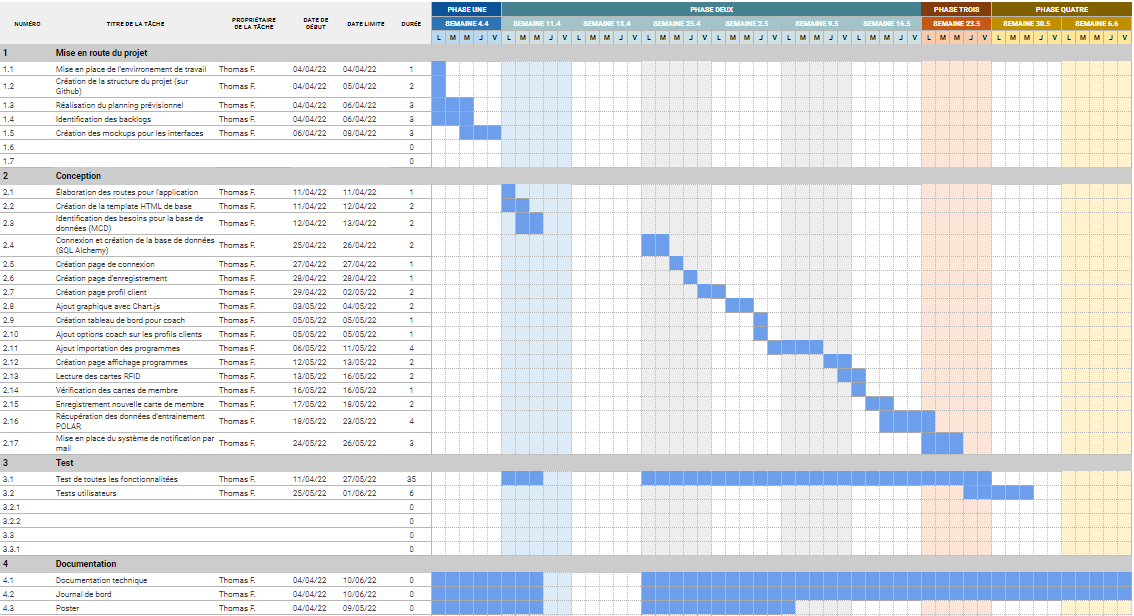 PHASE UNE PHASE DEUX PHASE TROIS PHASE QUATRE
NUMÉRO TITRE DE LA TÂCHE PROPRIÉTAIRE DE LA TÂCHE DATE DE DÉBUT DATE LIMITE DURÉE SEMAINE 4.4 SEMAINE 11.4 SEMAINE 18.4 SEMAINE 25.4 SEMAINE 2.5 SEMAINE 9.5 SEMAINE 16.5 SEMAINE 23.5 SEMAINE 30.5 SEMAINE 6.6
L M M J V L M M J V L M M J V L M M J V L M M J V L M M J V L M M J V L M M J V L M M J V L M M J V
1 Mise en route du projet
1.1 Mise en place de l'envirronement de travail Thomas F. 04/04/22 04/04/22 1
1.2 Création de la structure du projet (sur Github) Thomas F. 04/04/22 05/04/22 2
1.3 Réalisation du planning prévisionnel Thomas F. 04/04/22 06/04/22 3
1.4 Identification des backlogs Thomas F. 04/04/22 06/04/22 3
1.5 Création des mockups pour les interfaces Thomas F. 06/04/22 08/04/22 3
1.6 0
1.7 0
2 Conception
2.1 Élaboration des routes pour l'application Thomas F. 11/04/22 11/04/22 1
2.2 Création de la template HTML de base Thomas F. 11/04/22 12/04/22 2
2.3 Identification des besoins pour la base de données (MCD) Thomas F. 12/04/22 13/04/22 2
2.4 Connexion et création de la base de données (SQL Alchemy) Thomas F. 25/04/22 26/04/22 2
2.5 Création page de connexion Thomas F. 27/04/22 27/04/22 1
2.6 Création page d'enregistrement Thomas F. 28/04/22 28/04/22 1
2.7 Création page profil client Thomas F. 29/04/22 02/05/22 2
2.8 Ajout graphique avec Chart.js Thomas F. 03/05/22 04/05/22 2
2.9 Création tableau de bord pour coach Thomas F. 05/05/22 05/05/22 1
2.10 Ajout options coach sur les profils clients Thomas F. 05/05/22 05/05/22 1
2.11 Ajout importation des programmes Thomas F. 06/05/22 11/05/22 4
2.12 Création page affichage programmes Thomas F. 12/05/22 13/05/22 2
2.13 Lecture des cartes RFID Thomas F. 13/05/22 16/05/22 2
2.14 Vérification des cartes de membre Thomas F. 16/05/22 16/05/22 1
2.15 Enregistrement nouvelle carte de membre Thomas F. 17/05/22 18/05/22 2
2.16 Récupération des données d'entrainement POLAR Thomas F. 18/05/22 23/05/22 4
2.17 Mise en place du système de notification par mail Thomas F. 24/05/22 26/05/22 3
3 Test
3.1 Test de toutes les fonctionnalitées Thomas F. 11/04/22 27/05/22 35
3.2 Tests utilisateurs Thomas F. 25/05/22 01/06/22 6
3.2.1 0
3.2.2 0
3.3 0
3.3.1 0
4 Documentation
4.1 Documentation technique Thomas F. 04/04/22 10/06/22 0
4.2 Journal de bord Thomas F. 04/04/22 10/06/22 0
4.3 Poster Thomas F. 04/04/22 09/05/22 0